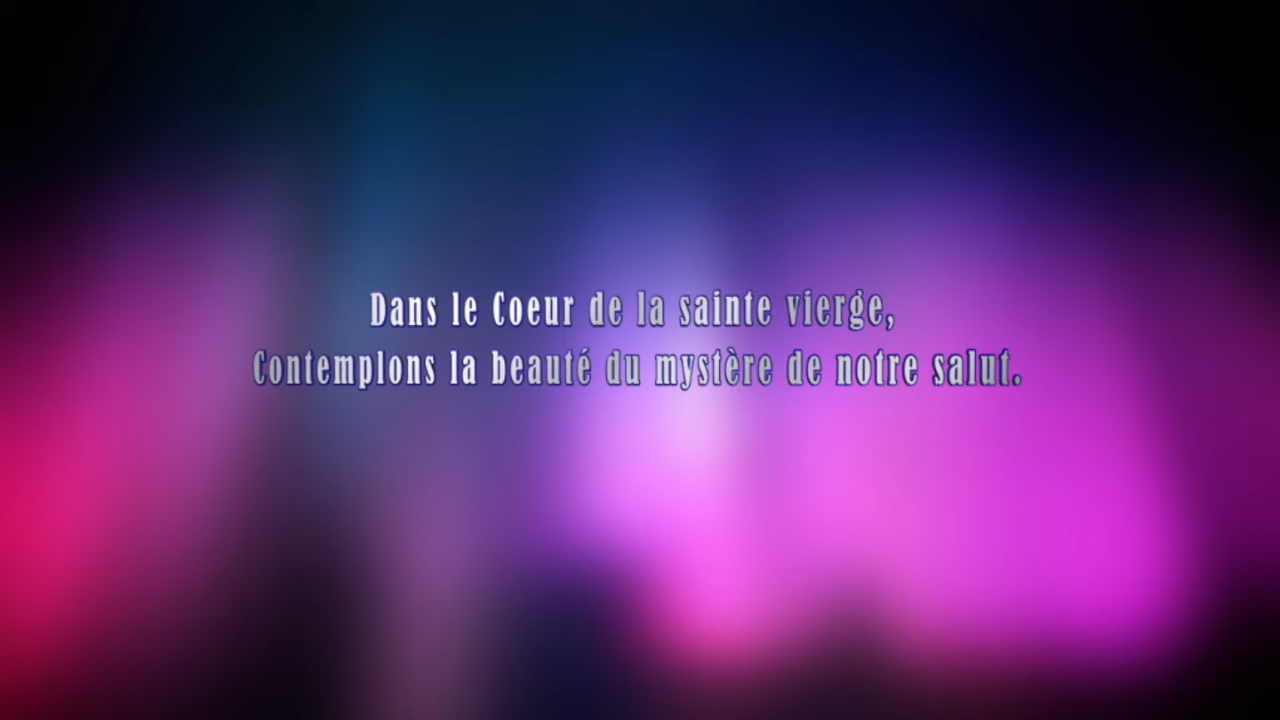 Dans le Coeur de la sainte vierge,
Contemplons la beauté du mystère de notre salut.